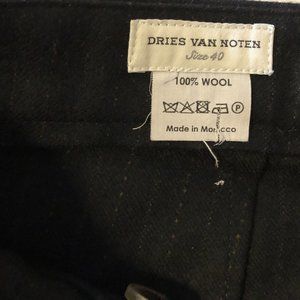 DRIES VAN NOTEN
Size 40
100% WOOL
P
Made in Morocco